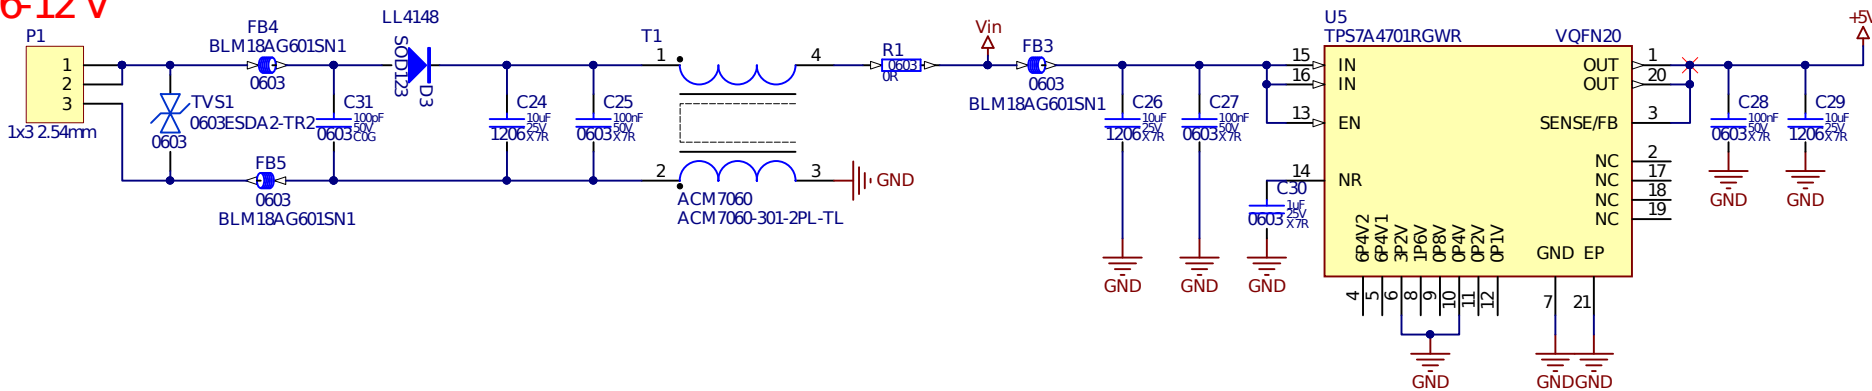 6-12 V
P1
1
2
3
1x3 2.54mm
FB4
BLM18AG601SN1
0603
TVS1
0603ESDA2-TR2
0603
FB5
0603
BLM18AG601SN1
C31
100pF
50V
C0G
0603
LL4148
SOD123
D3
C24
10uF
25V
X7R
1206
C25
100nF
50V
X7R
0603
T1
1
4
2
3
ACM7060
ACM7060-301-2PL-TL
GND
R1
0603
0R
Vin
FB3
0603
BLM18AG601SN1
C26
10uF
25V
X7R
1206
GND
C27
100nF
50V
X7R
0603
GND
C30
1uF
25V
X7R
0603
GND
U5
TPS7A4701RGWR
VQFN20
15
IN
16
IN
13
EN
14
NR
OUT
1
OUT
20
SENSE/FB
3
NC
2
NC
17
NC
18
NC
19
6P4V2
6P4V1
3P2V
1P6V
0P8V
0P4V
0P2V
0P1V
GND
EP
4
5
6
8
9
10
11
12
7
21
GND
GND
GND
C28
100nF
50V
X7R
0603
GND
C29
10uF
25V
X7R
1206
GND
+5V